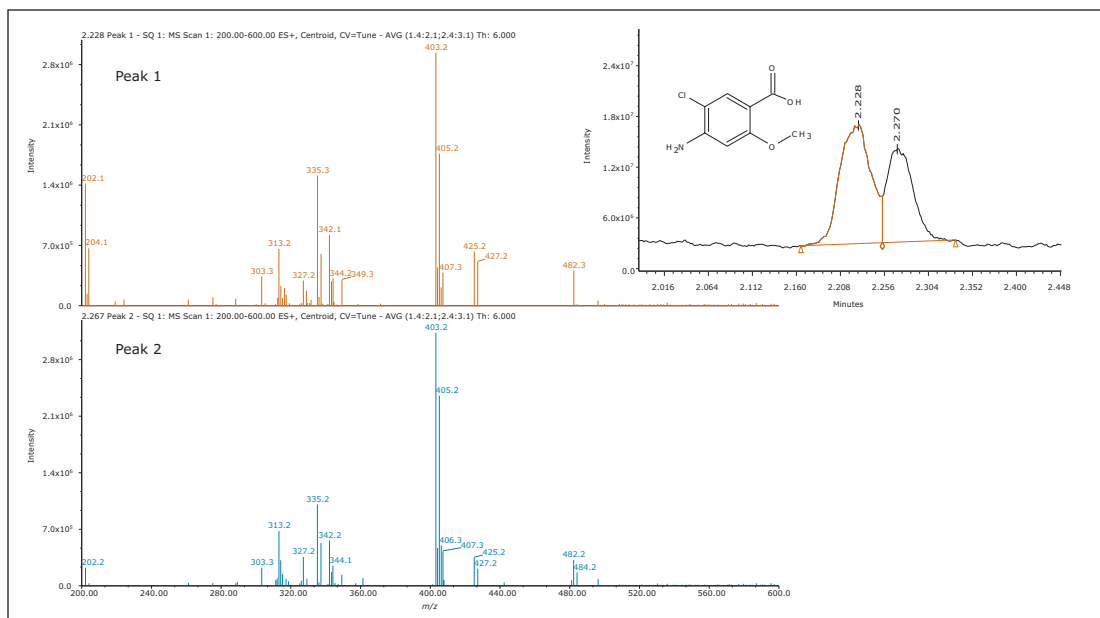 2.228 Peak 1 - SQ 1: MS Scan 1: 200.00-600.00 ES+, Centroid, CV=Tune - AVG (1.4:2.1;2.4:3.1) Th: 6.000
Peak 1
Intensity
2.8x10⁶
2.1x10⁶
1.4x10⁶
7.0x10⁵
0.0
202.1
204.1
303.3
313.2
327.2
335.3
342.1
344.2
349.3
403.2
405.2
407.3
425.2
427.2
482.3
2.267 Peak 2 - SQ 1: MS Scan 1: 200.00-600.00 ES+, Centroid, CV=Tune - AVG (1.4:2.1;2.4:3.1) Th: 6.000
Peak 2
Intensity
2.8x10⁶
2.1x10⁶
1.4x10⁶
7.0x10⁵
0.0
202.2
303.3
313.2
327.2
335.2
342.2
344.1
403.2
405.2
406.3
407.3
425.2
427.2
482.2
484.2
200.00 240.00 280.00 320.00 360.00 400.00 440.00 480.00 520.00 560.00 600.0
m/z
Intensity
2.4x10⁷
1.8x10⁷
1.2x10⁷
6.0x10⁶
0.0
Cl
O
OH
H₂N
O
CH₃
2.228
2.270
2.016 2.064 2.112 2.160 2.208 2.256 2.304 2.352 2.400 2.448
Minutes